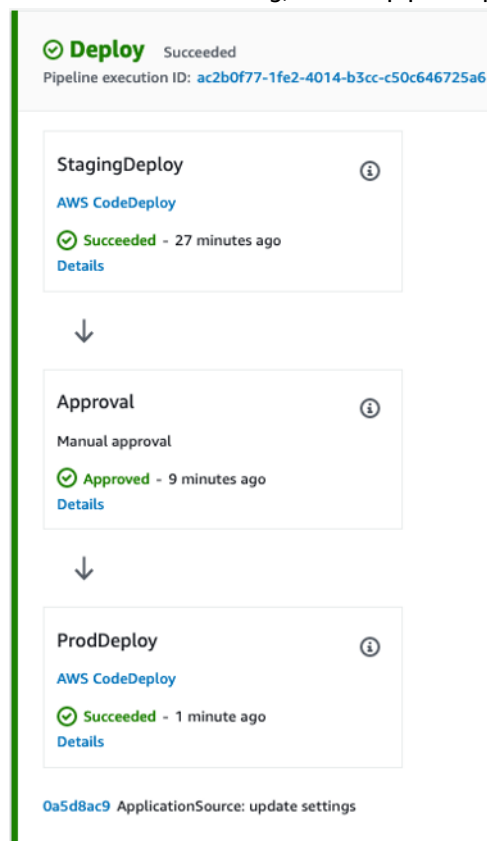 Deploy Succeeded
Pipeline execution ID: ac2b0f77-1fe2-4014-b3cc-c50c646725a6
StagingDeploy
AWS CodeDeploy
Succeeded - 27 minutes ago
Details
Approval
Manual approval
Approved - 9 minutes ago
Details
ProdDeploy
AWS CodeDeploy
Succeeded - 1 minute ago
Details
0a5d8ac9 ApplicationSource: update settings